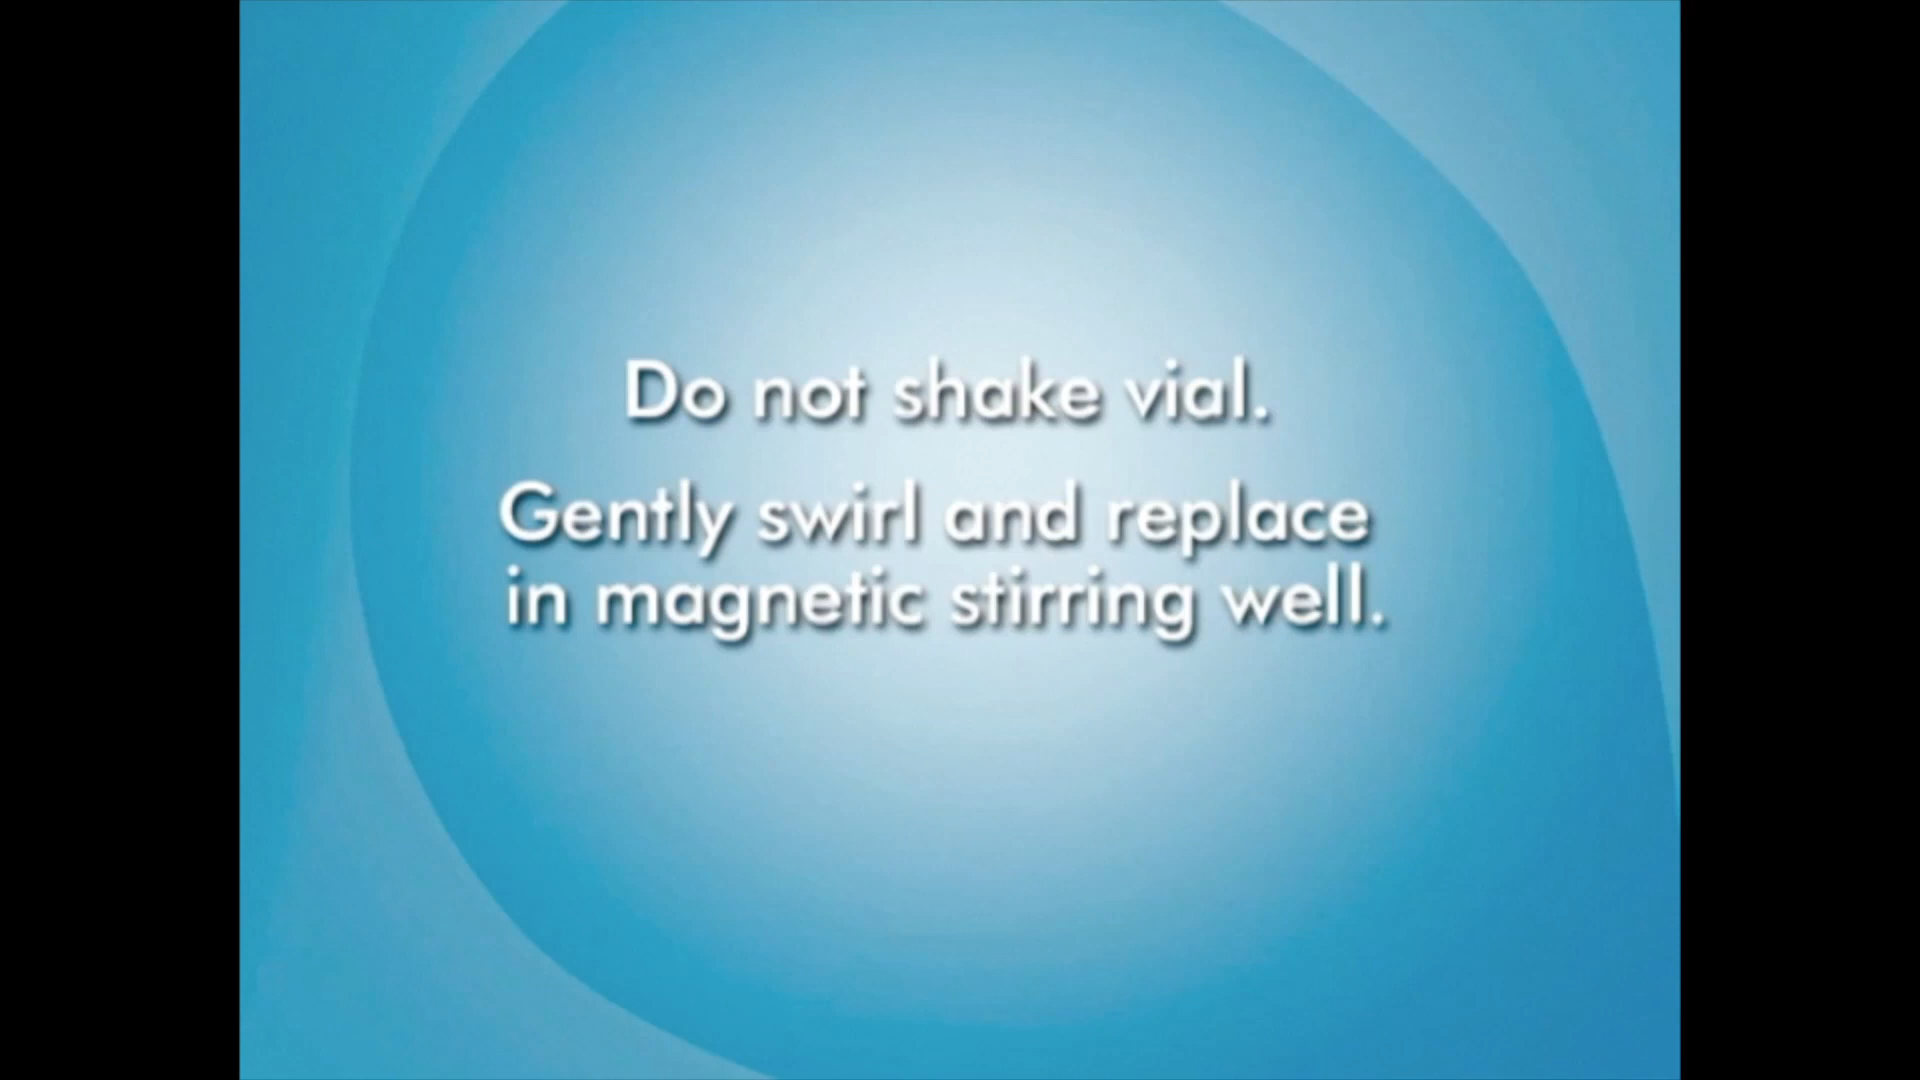 Do not shake vial.
Gently swirl and replace
in magnetic stirring well.